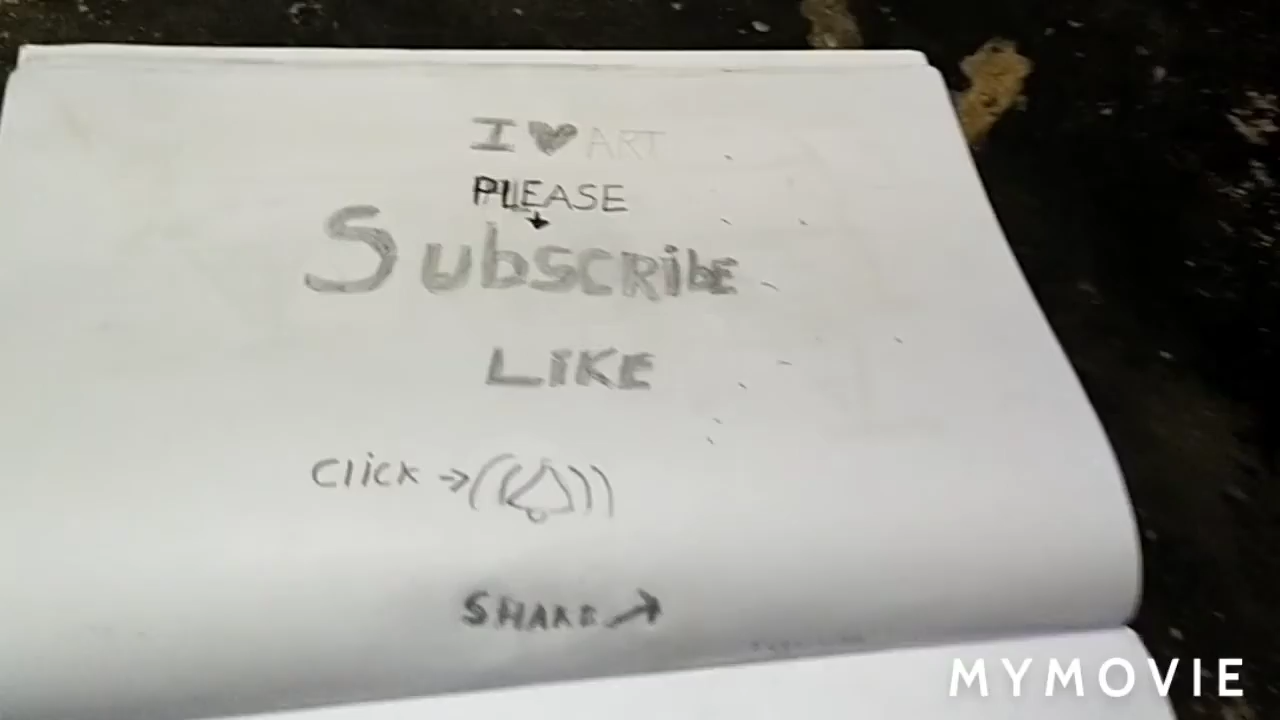 I ♥ ART
PLEASE
Subscribe
LiKE
Click →
SHARE
MYMOVIE